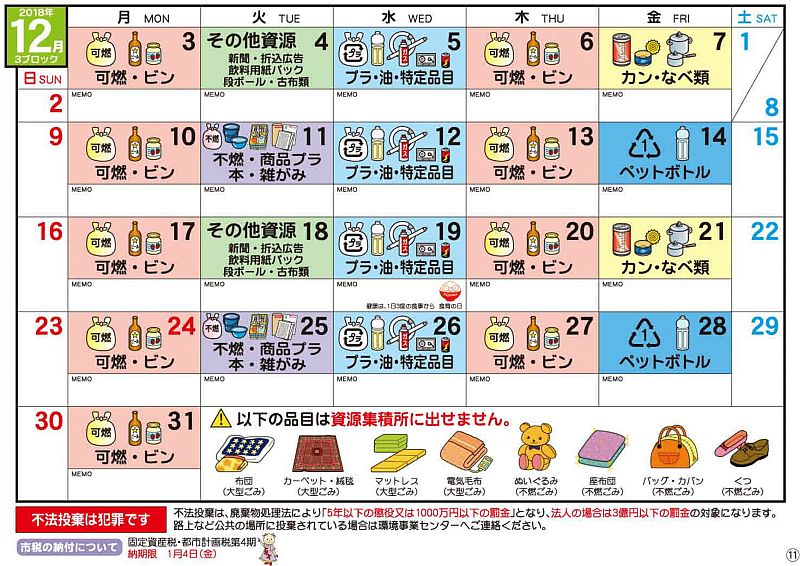 2018年
12月
3ブロック
日 SUN
月 MON
火 TUE
水 WED
木 THU
金 FRI
土 SAT
可燃
3
可燃・ビン
MEMO
その他資源 4
新聞・折込広告
飲料用紙パック
段ボール・古布類
MEMO
プラ
5
プラ・油・特定品目
MEMO
可燃
6
可燃・ビン
MEMO
7
カン・なべ類
MEMO
1
2
8
9
可燃
10
可燃・ビン
MEMO
不燃
11
不燃・商品プラ
本・雑がみ
MEMO
プラ
12
プラ・油・特定品目
MEMO
可燃
13
可燃・ビン
MEMO
1
14
ペットボトル
MEMO
15
16
可燃
17
可燃・ビン
MEMO
その他資源 18
新聞・折込広告
飲料用紙パック
段ボール・古布類
MEMO
プラ
19
プラ・油・特定品目
MEMO
健康は、1日3度の食事から 食育の日
可燃
20
可燃・ビン
MEMO
21
カン・なべ類
MEMO
22
23
可燃
24
可燃・ビン
MEMO
不燃
25
不燃・商品プラ
本・雑がみ
MEMO
プラ
26
プラ・油・特定品目
MEMO
可燃
27
可燃・ビン
MEMO
1
28
ペットボトル
MEMO
29
30
可燃
31
可燃・ビン
MEMO
以下の品目は資源集積所に出せません。
布団
(大型ごみ)
カーペット・絨毯
(大型ごみ)
マットレス
(大型ごみ)
電気毛布
(大型ごみ)
ぬいぐるみ
(不燃ごみ)
座布団
(不燃ごみ)
バッグ・カバン
(不燃ごみ)
くつ
(不燃ごみ)
不法投棄は犯罪です
不法投棄は、廃棄物処理法により「5年以下の懲役又は1000万円以下の罰金」となり、法人の場合は3億円以下の罰金の対象になります。
路上など公共の場所に投棄されている場合は環境事業センターへご連絡ください。
市税の納付について
固定資産税・都市計画税第4期
納期限 1月4日(金)
⑪